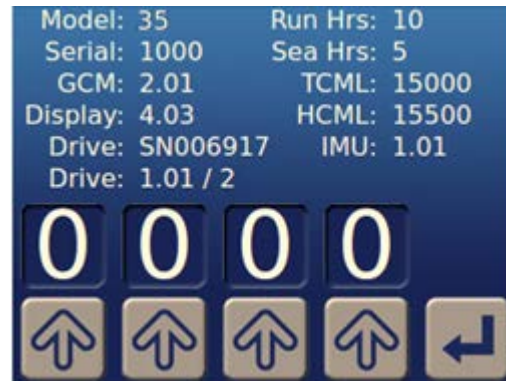 Model: 35 Run Hrs: 10
Serial: 1000 Sea Hrs: 5
GCM: 2.01 TCML: 15000
Display: 4.03 HCML: 15500
Drive: SN006917 IMU: 1.01
Drive: 1.01 / 2
0 0 0 0